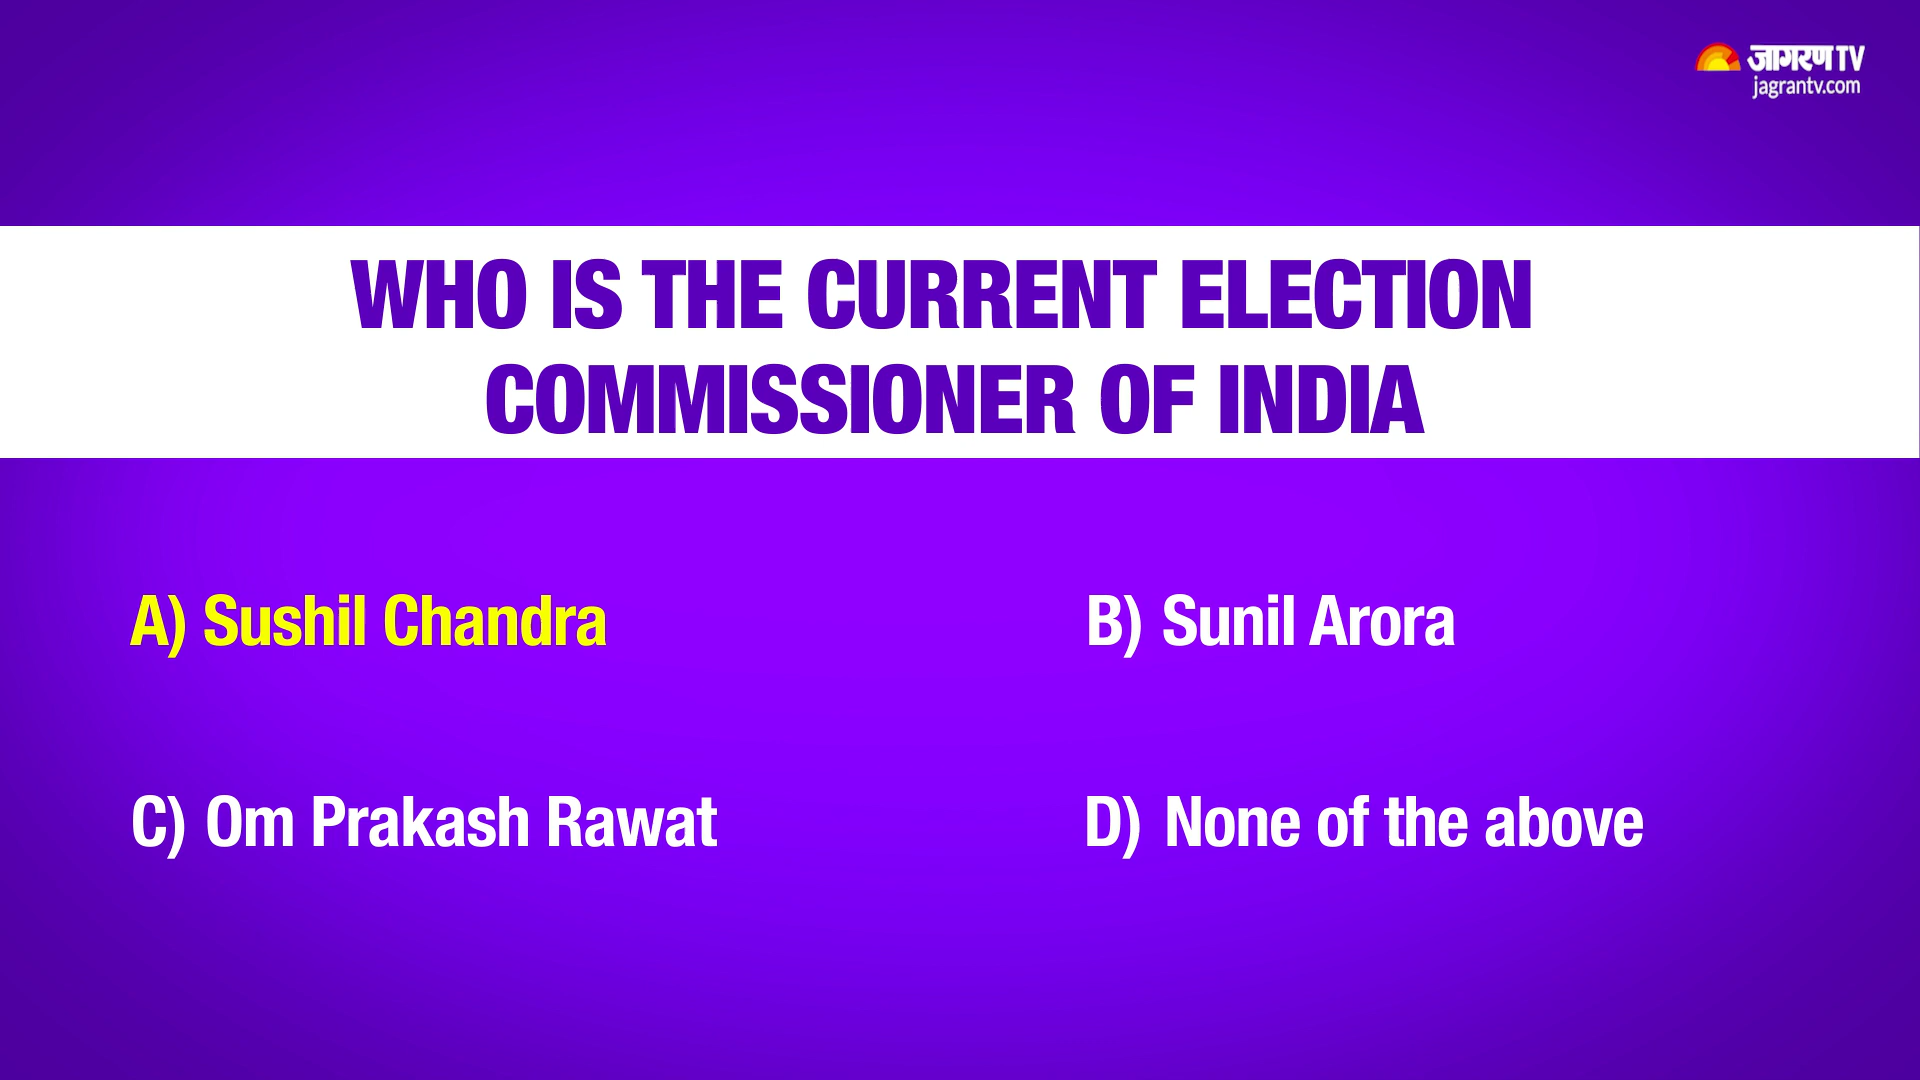 जागरण TV
jagrantv.com
WHO IS THE CURRENT ELECTION
COMMISSIONER OF INDIA
A) Sushil Chandra
B) Sunil Arora
C) Om Prakash Rawat
D) None of the above